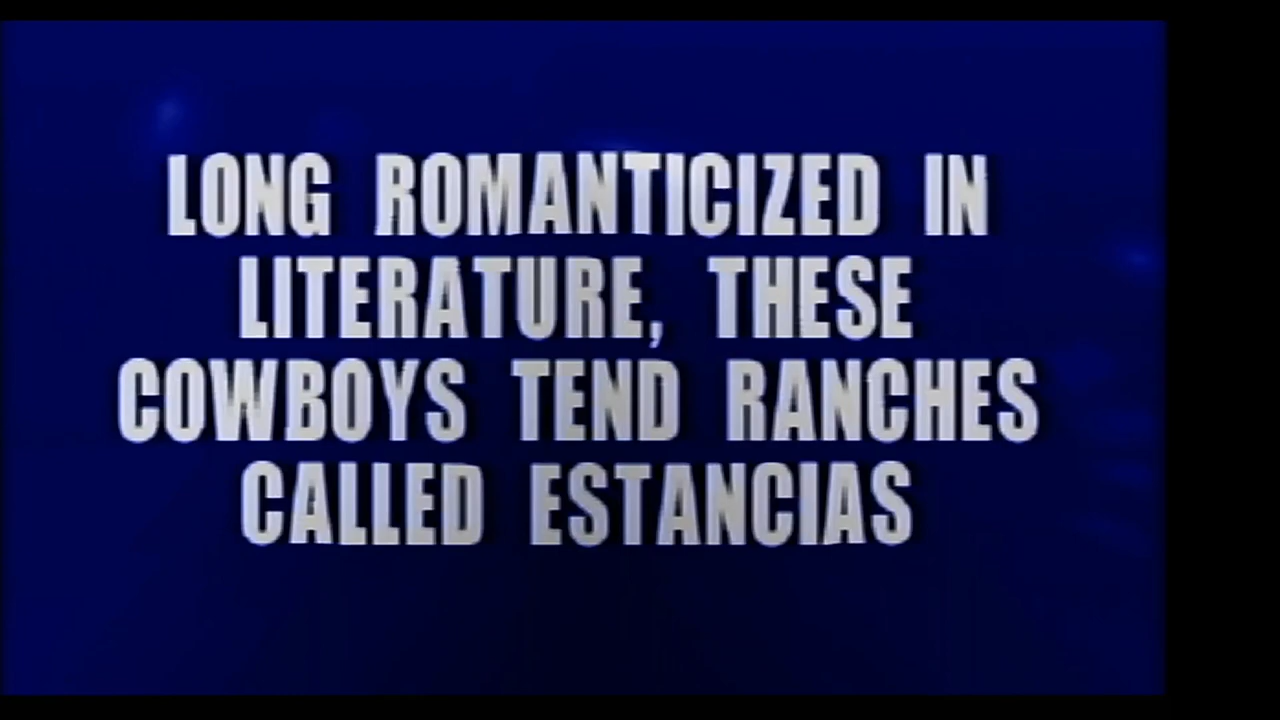 LONG ROMANTICIZED IN
LITERATURE, THESE
COWBOYS TEND RANCHES
CALLED ESTANCIAS